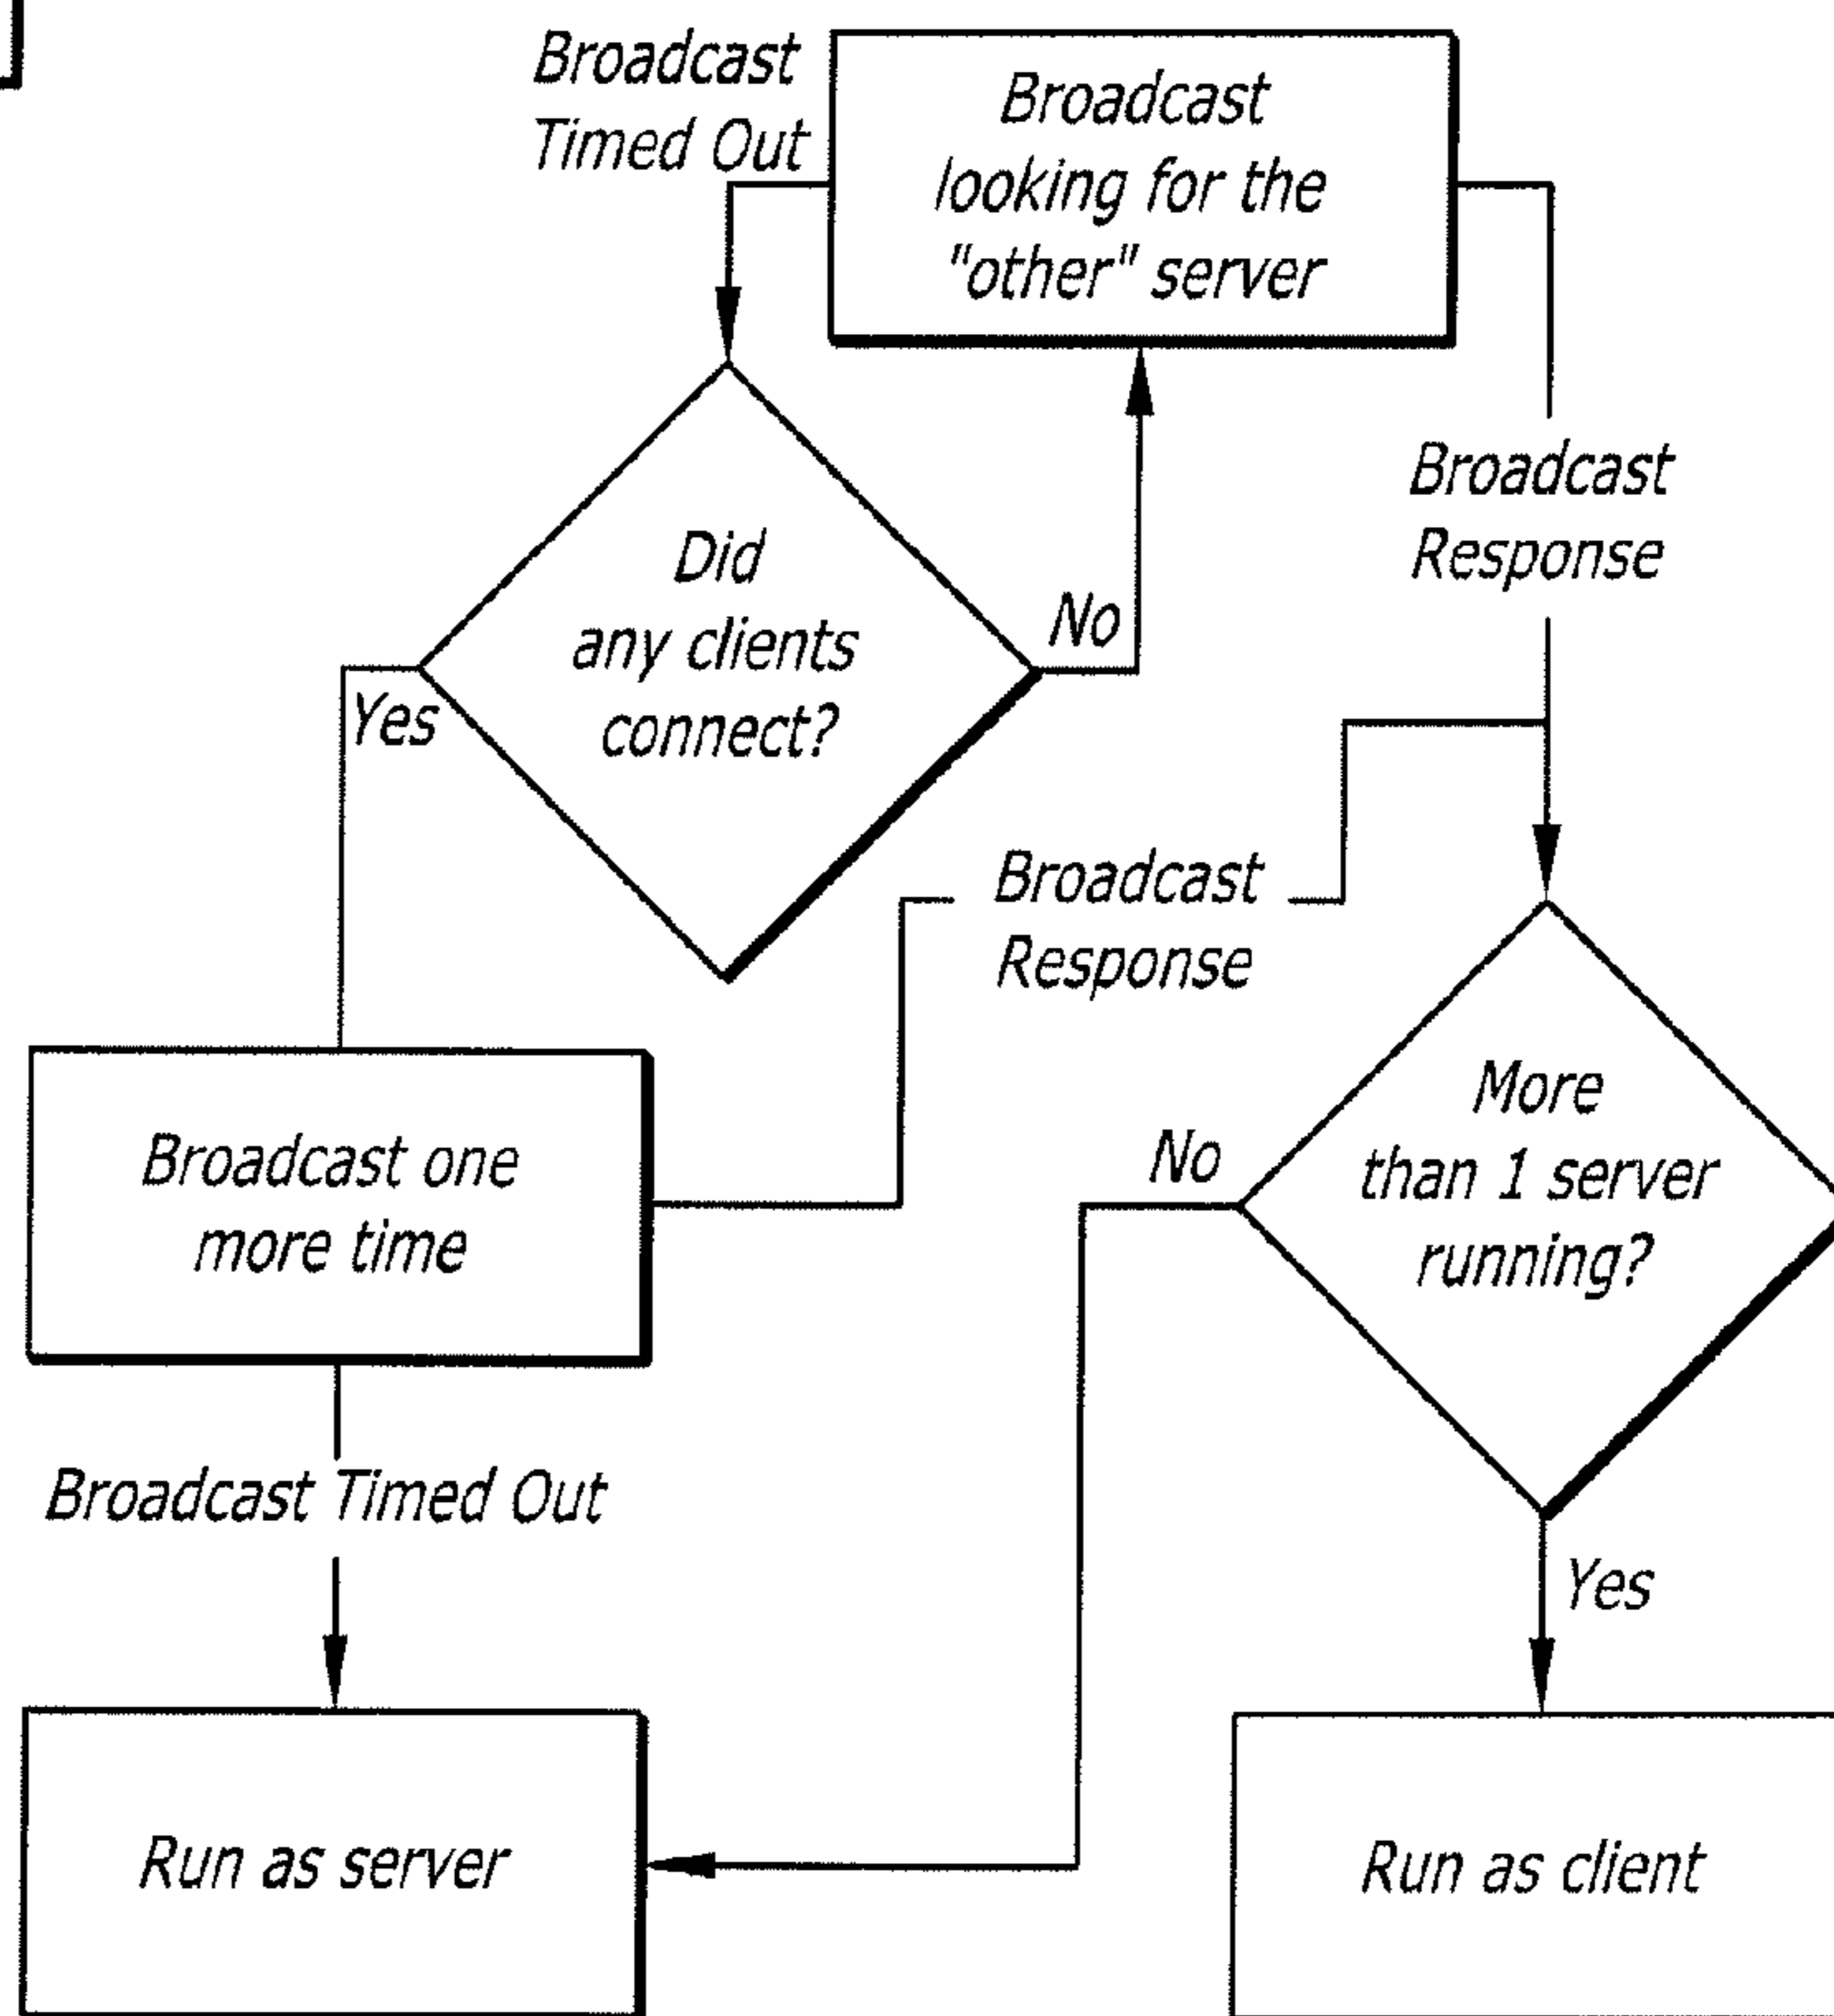 Broadcast
Timed Out
Broadcast
looking for the
"other" server
Broadcast
Response
Did
any clients
connect?
No
Yes
Broadcast
Response
More
than 1 server
running?
No
Broadcast one
more time
Broadcast Timed Out
Yes
Run as server
Run as client